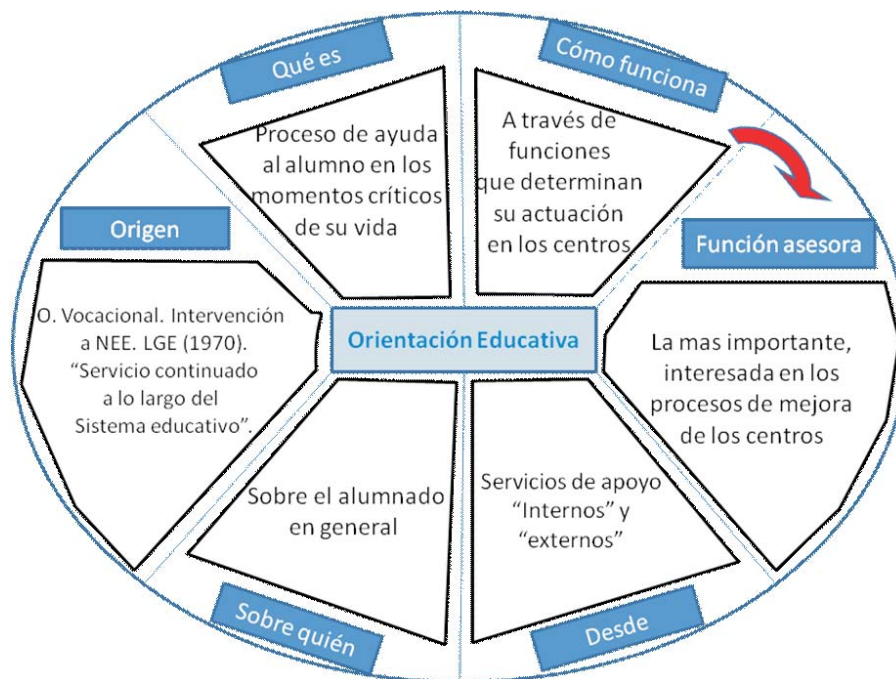 Qué es
Proceso de ayuda
al alumno en los
momentos críticos
de su vida
Cómo funciona
A través de
funciones
que determinan
su actuación
en los centros
Origen
O. Vocacional. Intervención
a NEE. LGE (1970).
“Servicio continuado
a lo largo del
Sistema educativo”.
Orientación Educativa
Función asesora
La mas importante,
interesada en los
procesos de mejora
de los centros
Sobre el alumnado
en general
Sobre quién
Servicios de apoyo
“Internos” y
“externos”
Desde